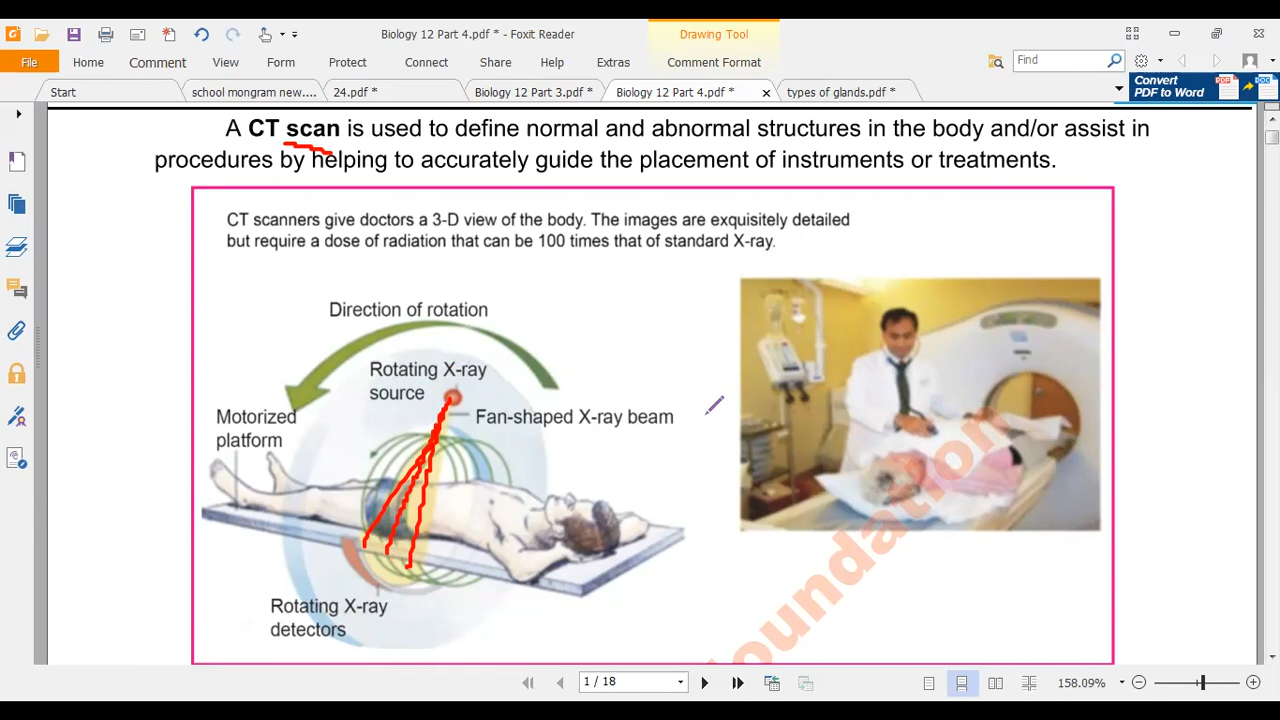 Biology 12 Part 4.pdf * - Foxit Reader
Drawing Tool
File
Home
Comment
View
Form
Protect
Connect
Share
Help
Extras
Comment Format
Find
Start
school mongram new....
24.pdf *
Biology 12 Part 3.pdf *
Biology 12 Part 4.pdf *
types of glands.pdf *
Convert
PDF to Word
PDF
DOC
A CT scan is used to define normal and abnormal structures in the body and/or assist in
procedures by helping to accurately guide the placement of instruments or treatments.
CT scanners give doctors a 3-D view of the body. The images are exquisitely detailed
but require a dose of radiation that can be 100 times that of standard X-ray.
Direction of rotation
Rotating X-ray
source
Motorized
platform
Fan-shaped X-ray beam
Rotating X-ray
detectors
oundation
1 / 18
158.09%